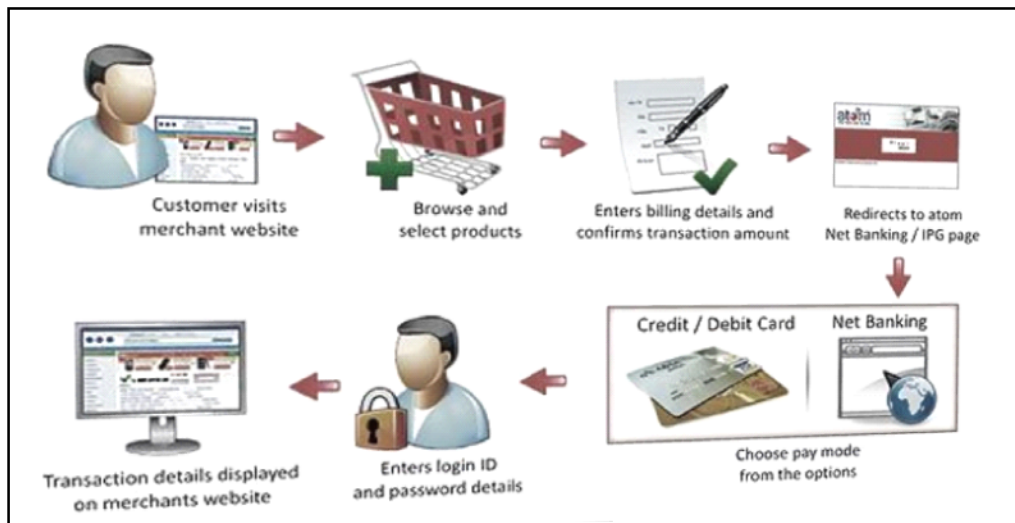 Customer visits
merchant website
Browse and
select products
Enters billing details and
confirms transaction amount
atom
Redirects to atom
Net Banking / IPG page
Credit / Debit Card
Net Banking
Choose pay mode
from the options
Enters login ID
and password details
Transaction details displayed
on merchants website